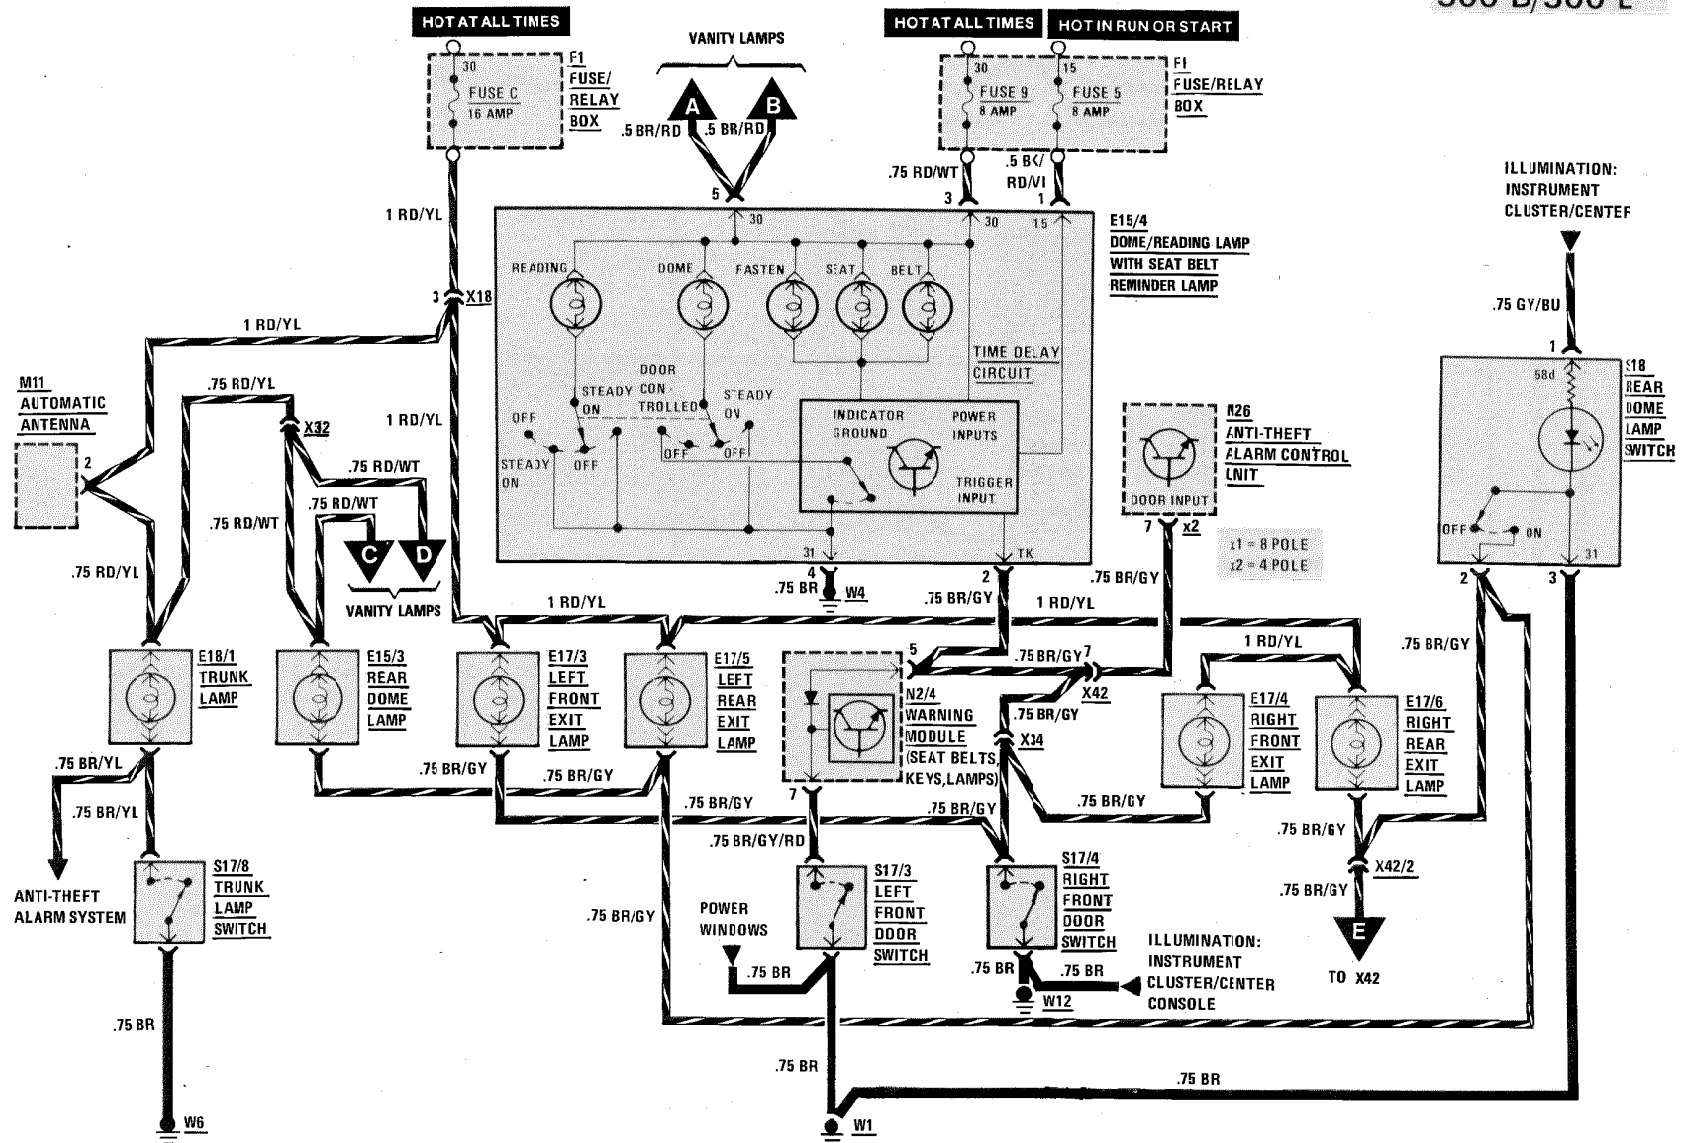 HOT AT ALL TIMES
VANITY LAMPS
HOT AT ALL TIMES
HOT IN RUN OR START
30
FUSE C
16 AMP
F1
FUSE/
RELAY
BOX
A
B
.5 BR/RD
.5 BR/RD
30
FUSE 9
8 AMP
15
FUSE 5
8 AMP
F1
FUSE/RELAY
BOX
.75 RD/WT
.5 BK/
RD/VI
ILLUMINATION:
INSTRUMENT
CLUSTER/CENTER
1 RD/YL
5
3
1
30
30
15
E15/4
DOME/READING LAMP
WITH SEAT BELT
REMINDER LAMP
READING
DOME
FASTEN
SEAT
BELT
3
X18
.75 GY/BU
1 RD/YL
1
TIME DELAY
CIRCUIT
M11
AUTOMATIC
ANTENNA
.75 RD/YL
X32
1 RD/YL
STEADY
ON
DOOR
CON-
TROLLED
STEADY
ON
OFF
OFF
OFF
OFF
STEADY
ON
INDICATOR
GROUND
POWER
INPUTS
TRIGGER
INPUT
N26
ANTI-THEFT
ALARM CONTROL
UNIT
DOOR INPUT
7
x2
x1 = 8 POLE
x2 = 4 POLE
58d
S18
REAR
DOME
LAMP
SWITCH
OFF
ON
31
2
3
2
.75 RD/WT
.75 RD/WT
.75 RD/WT
C
D
VANITY LAMPS
.75 RD/YL
31
4
.75 BR
W4
TK
2
.75 BR/GY
.75 BR/GY
1 RD/YL
1 RD/YL
1 RD/YL
.75 BR/GY
E18/1
TRUNK
LAMP
E15/3
REAR
DOME
LAMP
E17/3
LEFT
FRONT
EXIT
LAMP
E17/5
LEFT
REAR
EXIT
LAMP
5
.75 BR/GY
7
X42
N2/4
WARNING
MODULE
(SEAT BELTS,
KEYS, LAMPS)
.75 BR/GY
X34
E17/4
RIGHT
FRONT
EXIT
LAMP
E17/6
RIGHT
REAR
EXIT
LAMP
.75 BR/YL
.75 BR/YL
.75 BR/GY
.75 BR/GY
.75 BR/GY
7
.75 BR/GY/RD
.75 BR/GY
.75 BR/GY
.75 BR/GY
X42/2
.75 BR/GY
E
TO X42
ANTI-THEFT
ALARM SYSTEM
S17/8
TRUNK
LAMP
SWITCH
.75 BR/GY
POWER
WINDOWS
.75 BR
S17/3
LEFT
FRONT
DOOR
SWITCH
S17/4
RIGHT
FRONT
DOOR
SWITCH
.75 BR
W12
.75 BR
ILLUMINATION:
INSTRUMENT
CLUSTER/CENTER
CONSOLE
.75 BR
.75 BR
.75 BR
W6
W1